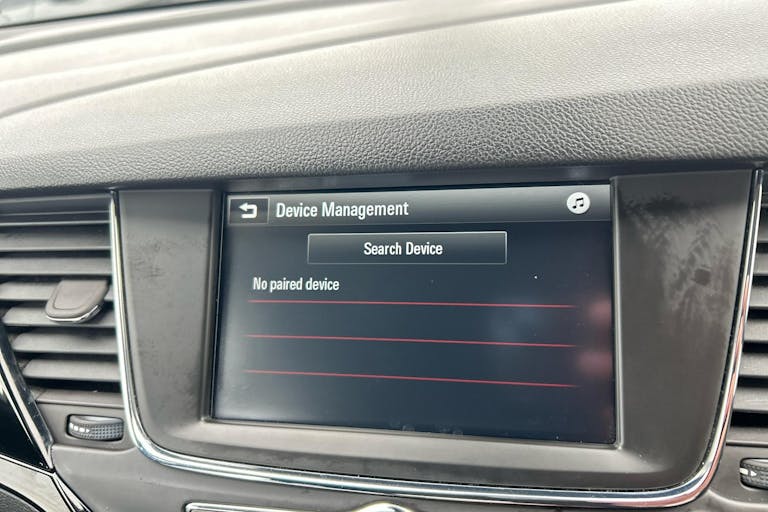 Device Management
Search Device
No paired device